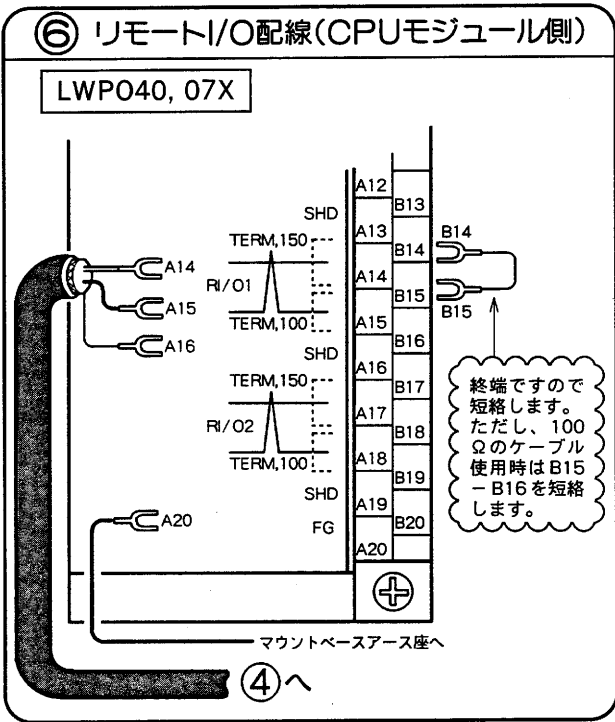 ⑥ リモートI/O配線(CPUモジュール側)
LWP040, 07X
A12
B13
SHD
A13
B14
TERM,150
A14
RI/O1
B15
TERM,100
A15
B16
SHD
A16
B17
TERM,150
A17
RI/O2
B18
TERM,100
A18
B19
SHD
A19
B20
FG
A20
A14
A15
A16
A20
B14
B15
終端ですので
短絡します。
ただし、100
Ωのケーブル
使用時はB15
－B16を短絡
します。
マウントベースアース座へ
④へ